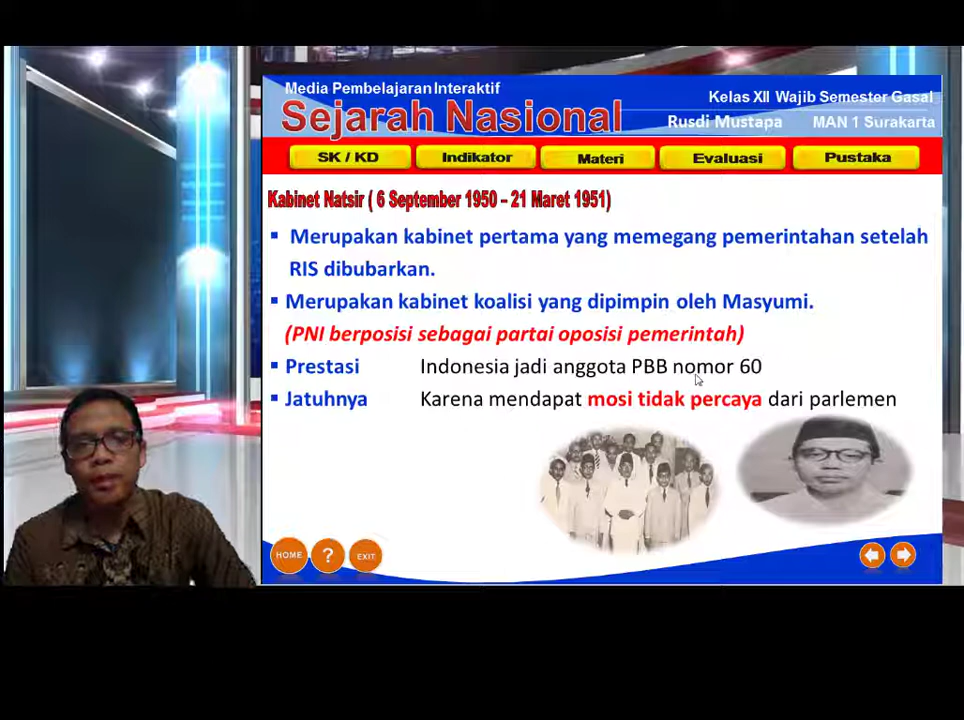 Media Pembelajaran Interaktif
Sejarah Nasional
Kelas XII Wajib Semester Gasal
Rusdi Mustapa MAN 1 Surakarta
SK / KD Indikator Materi Evaluasi Pustaka
Kabinet Natsir ( 6 September 1950 – 21 Maret 1951)
▪ Merupakan kabinet pertama yang memegang pemerintahan setelah
RIS dibubarkan.
▪ Merupakan kabinet koalisi yang dipimpin oleh Masyumi.
(PNI berposisi sebagai partai oposisi pemerintah)
▪ Prestasi Indonesia jadi anggota PBB nomor 60
▪ Jatuhnya Karena mendapat mosi tidak percaya dari parlemen
HOME ? EXIT